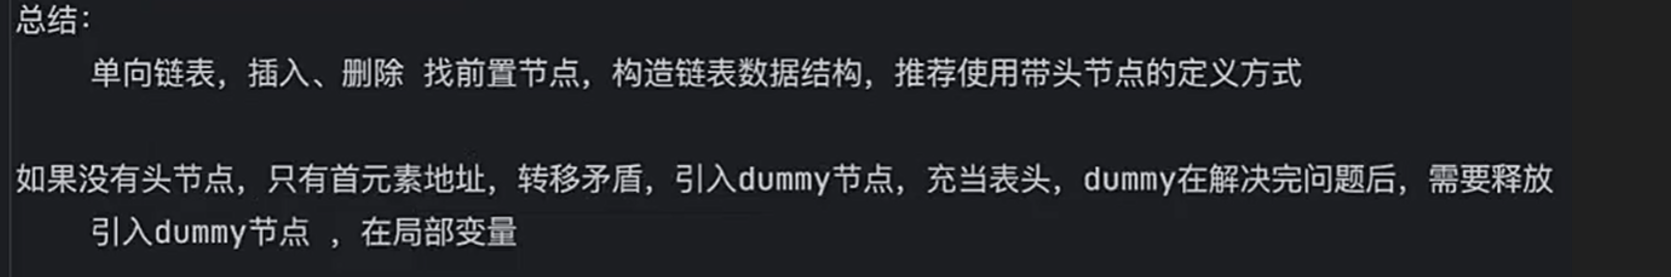 总结：
单向链表，插入、删除 找前置节点，构造链表数据结构，推荐使用带头节点的定义方式
如果没有头节点，只有首元素地址，转移矛盾，引入dummy节点，充当表头，dummy在解决完问题后，需要释放
引入dummy节点 ，在局部变量